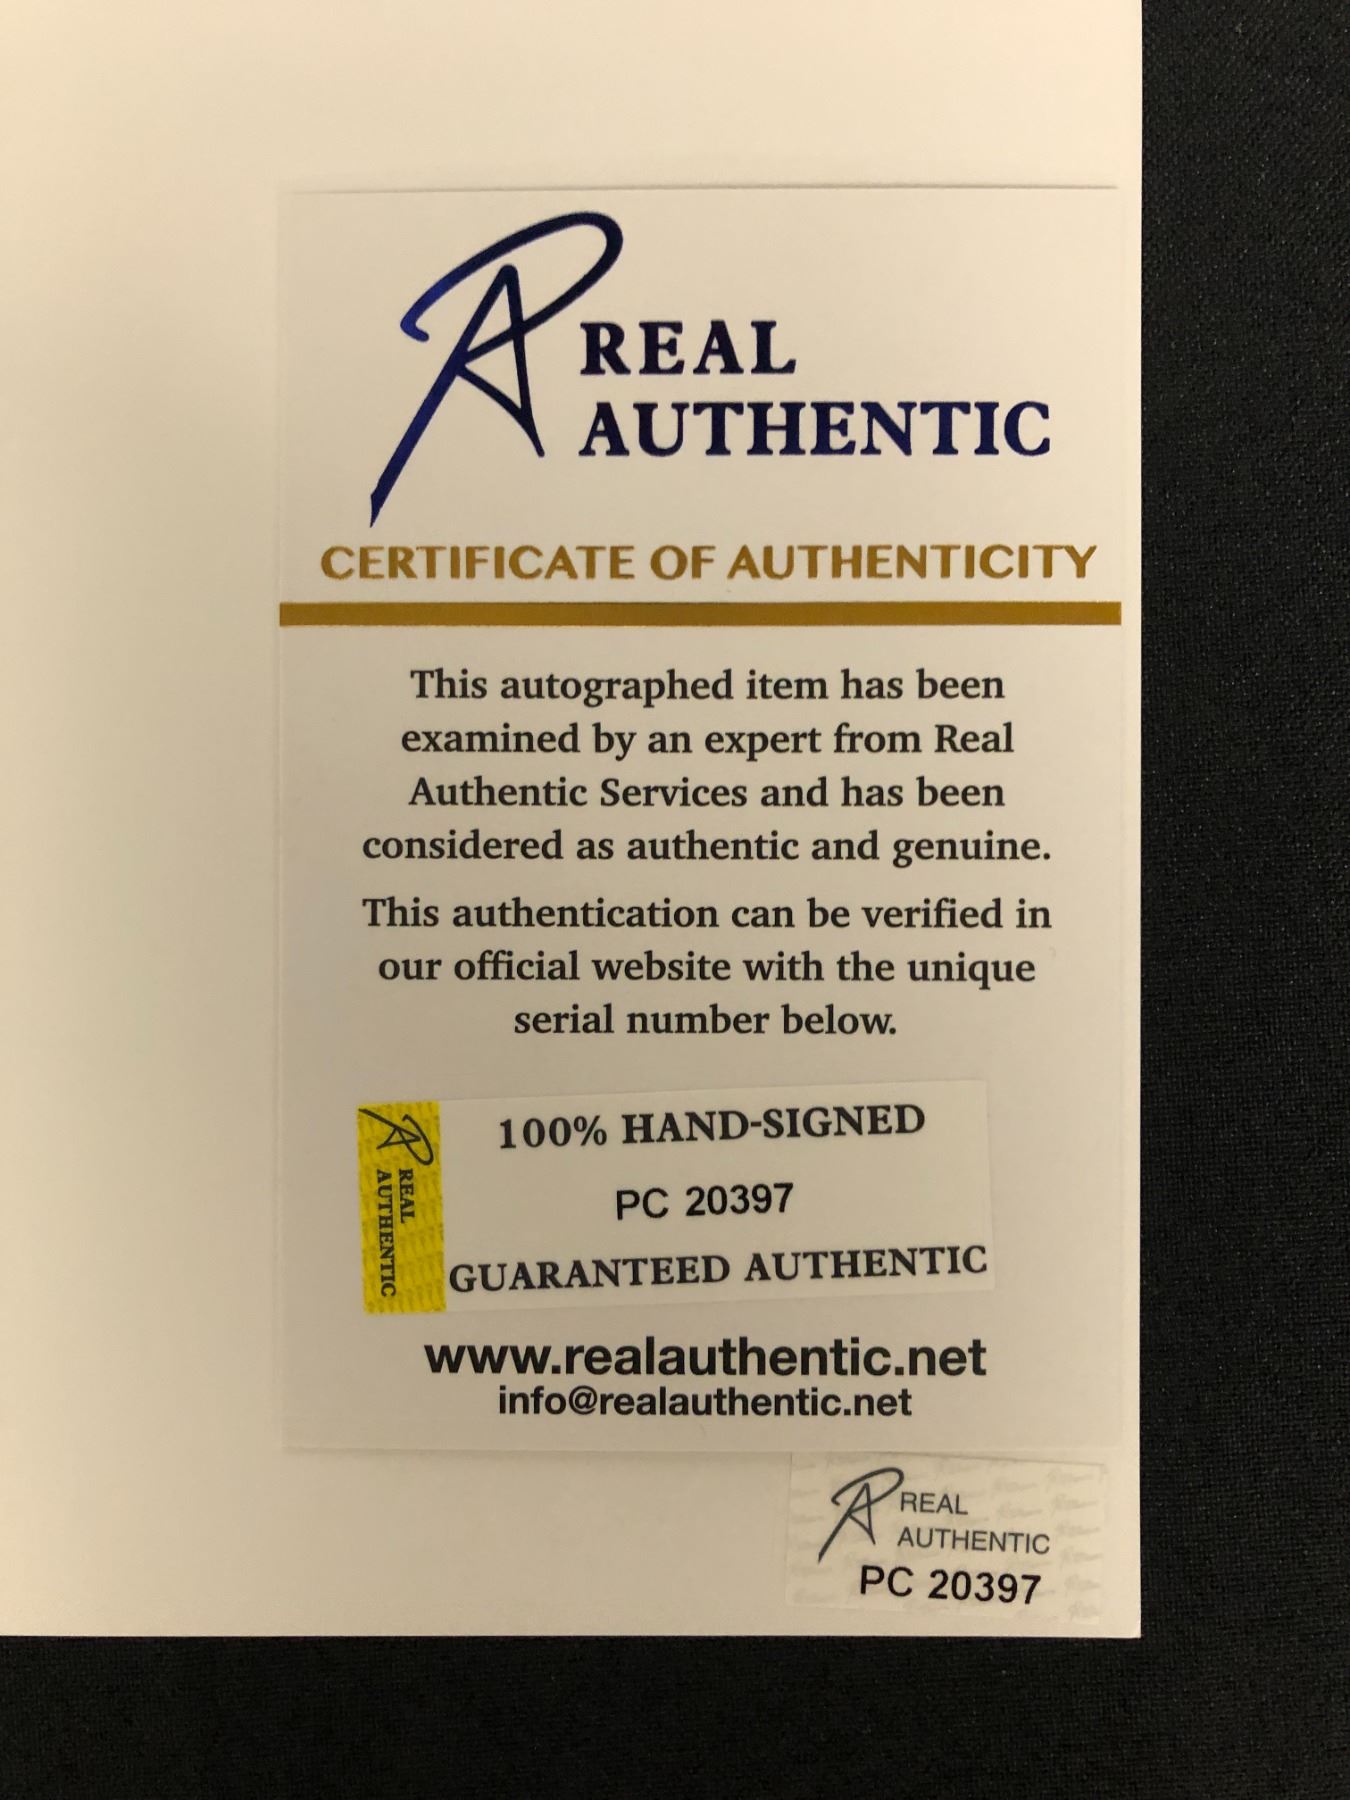 REAL
AUTHENTIC
CERTIFICATE OF AUTHENTICITY
This autographed item has been
examined by an expert from Real
Authentic Services and has been
considered as authentic and genuine.
This authentication can be verified in
our official website with the unique
serial number below.
REAL
AUTHENTIC
100% HAND-SIGNED
PC 20397
GUARANTEED AUTHENTIC
www.realauthentic.net
info@realauthentic.net
REAL
AUTHENTIC
PC 20397